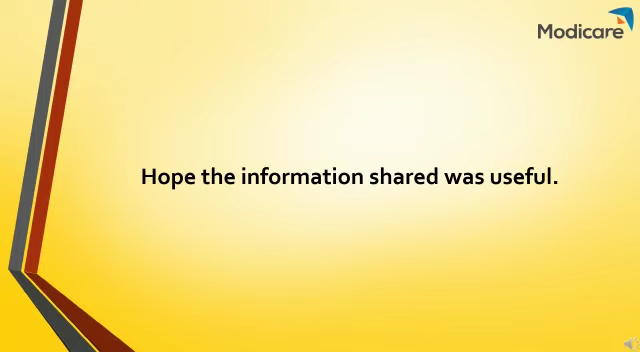 Modicare
Hope the information shared was useful.